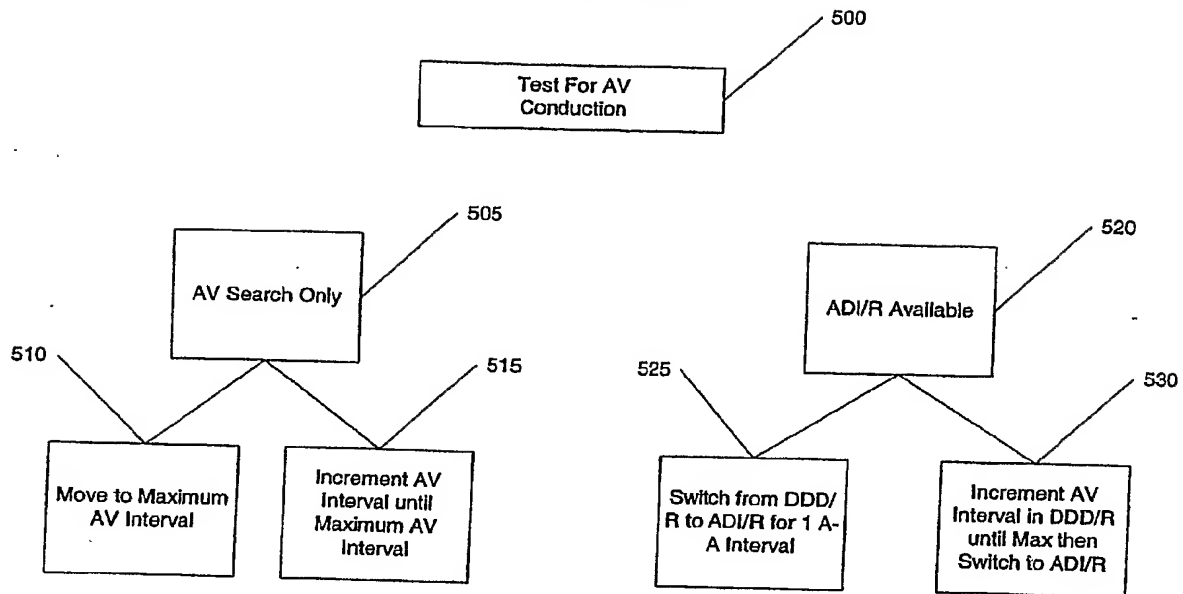 500
Test For AV
Conduction
505
AV Search Only
520
ADI/R Available
510
Move to Maximum
AV Interval
515
Increment AV
Interval until
Maximum AV
Interval
525
Switch from DDD/
R to ADI/R for 1 A-
A Interval
530
Increment AV
Interval in DDD/R
until Max then
Switch to ADI/R